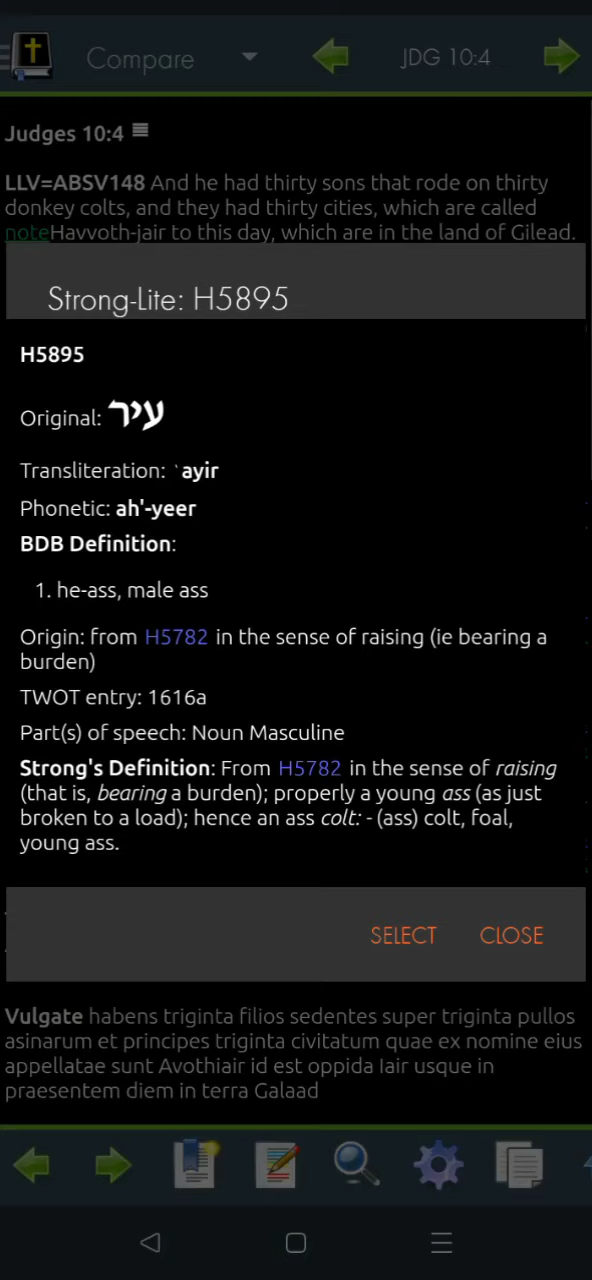 Compare JDG 10:4
Judges 10:4
LLV=ABSV148 And he had thirty sons that rode on thirty
donkey colts, and they had thirty cities, which are called
noteHavvoth-jair to this day, which are in the land of Gilead.
Strong-Lite: H5895
H5895
Original: עיר
Transliteration: ‛ayir
Phonetic: ah'-yeer
BDB Definition:
1. he-ass, male ass
Origin: from H5782 in the sense of raising (ie bearing a
burden)
TWOT entry: 1616a
Part(s) of speech: Noun Masculine
Strong's Definition: From H5782 in the sense of raising
(that is, bearing a burden); properly a young ass (as just
broken to a load); hence an ass colt: - (ass) colt, foal,
young ass.
SELECT CLOSE
Vulgate habens triginta filios sedentes super triginta pullos
asinarum et principes triginta civitatum quae ex nomine eius
appellatae sunt Avothiair id est oppida Iair usque in
praesentem diem in terra Galaad